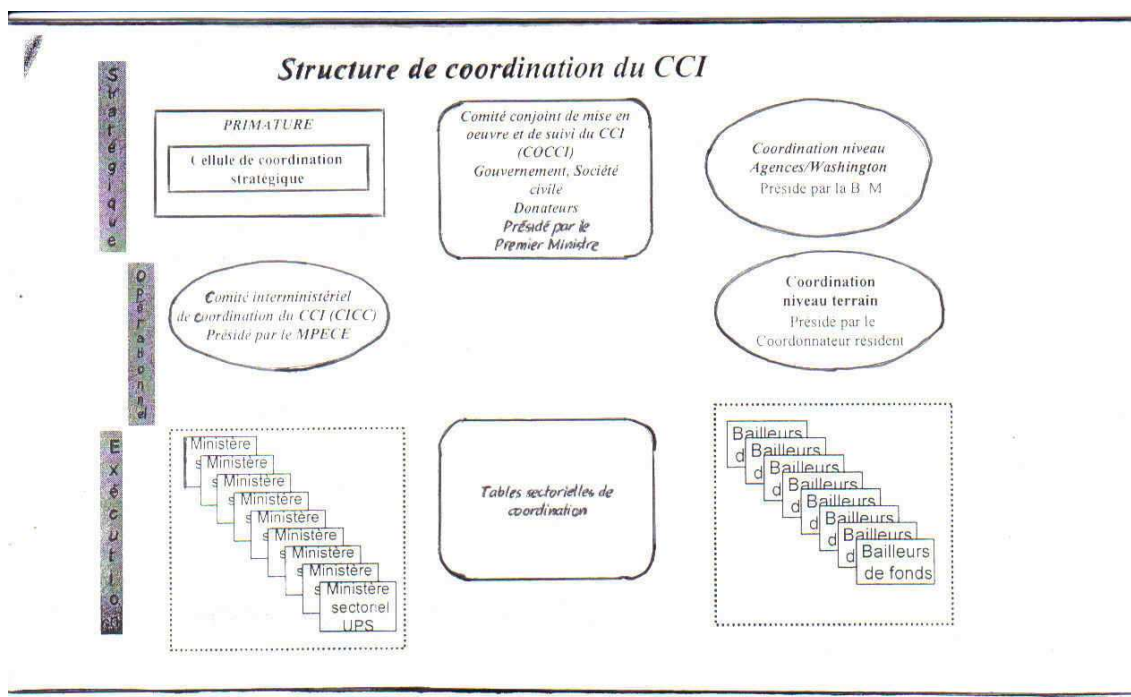 Structure de coordination du CCI
Stratégique
PRIMATURE
Cellule de coordination
stratégique
Comité conjoint de mise en
oeuvre et de suivi du CCI
(COCCI)
Gouvernement, Société
civile
Donateurs
Présidé par le
Premier Ministre
Coordination niveau
Agences/Washington
Préside par la B M
Opérationnel
Comité interministériel
de coordination du CCI (CICC)
Présidé par le MPECE
Coordination
niveau terrain
Préside par le
Coordonnateur résident
Exécution
Ministère
s
Ministère
s
Ministère
s
Ministère
s
Ministère
s
Ministère
s
Ministère
s
Ministère
s
Ministère
sectoriel
UPS
Tables sectorielles de
coordination
Bailleurs
d
Bailleurs
d
Bailleurs
d
Bailleurs
d
Bailleurs
d
Bailleurs
d
Bailleurs
d
Bailleurs
de fonds